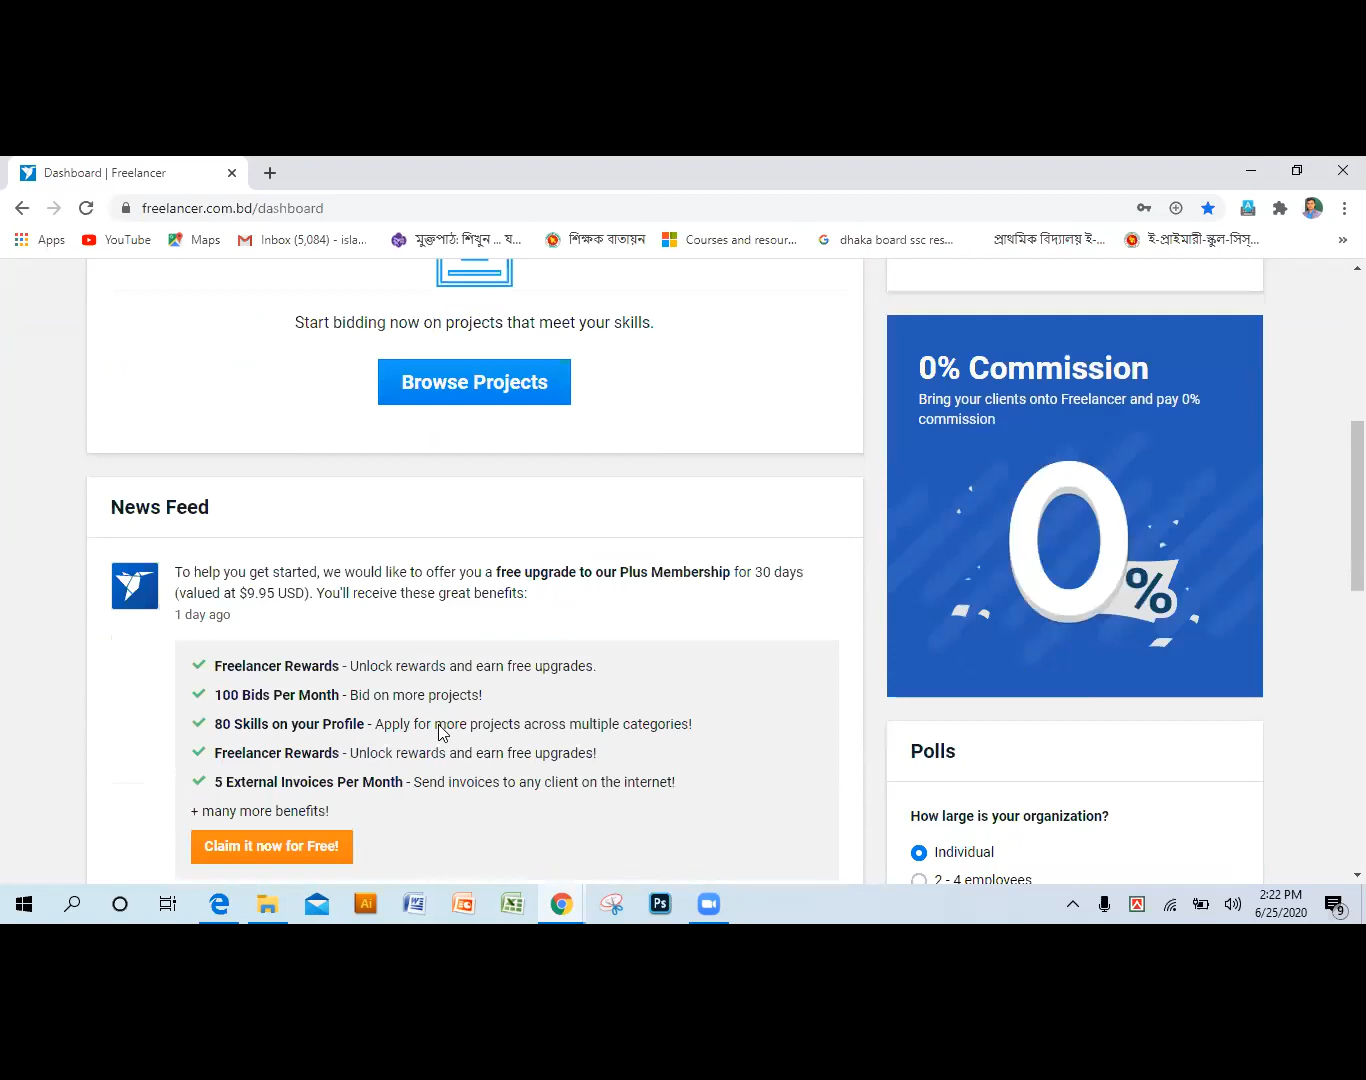 Dashboard | Freelancer
freelancer.com.bd/dashboard
Apps
YouTube
Maps
Inbox (5,084) - isla...
মুক্তপাঠ: শিখুন ... য...
শিক্ষক বাতায়ন
Courses and resour...
dhaka board ssc res...
প্রাথমিক বিদ্যালয় ই-...
ই-প্রাইমারী-স্কুল-সিস্...
»
Start bidding now on projects that meet your skills.
Browse Projects
News Feed
To help you get started, we would like to offer you a free upgrade to our Plus Membership for 30 days
(valued at $9.95 USD). You'll receive these great benefits:
1 day ago
Freelancer Rewards - Unlock rewards and earn free upgrades.
100 Bids Per Month - Bid on more projects!
80 Skills on your Profile - Apply for more projects across multiple categories!
Freelancer Rewards - Unlock rewards and earn free upgrades!
5 External Invoices Per Month - Send invoices to any client on the internet!
+ many more benefits!
Claim it now for Free!
0% Commission
Bring your clients onto Freelancer and pay 0%
commission
0%
Polls
How large is your organization?
Individual
2 - 4 employees
Ai
Ps
2:22 PM
6/25/2020
9